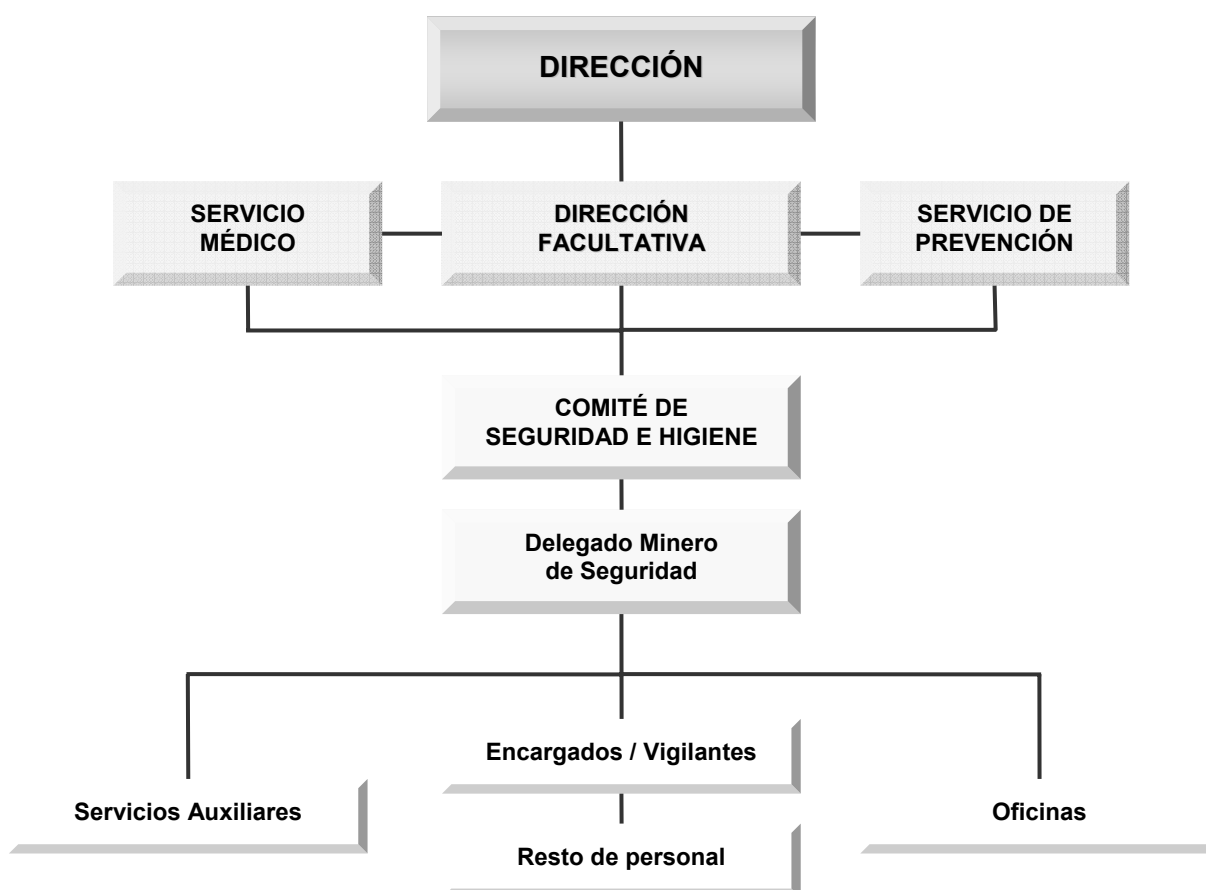 DIRECCIÓN
SERVICIO
MÉDICO
DIRECCIÓN
FACULTATIVA
SERVICIO DE
PREVENCIÓN
COMITÉ DE
SEGURIDAD E HIGIENE
Delegado Minero
de Seguridad
Encargados / Vigilantes
Servicios Auxiliares
Oficinas
Resto de personal